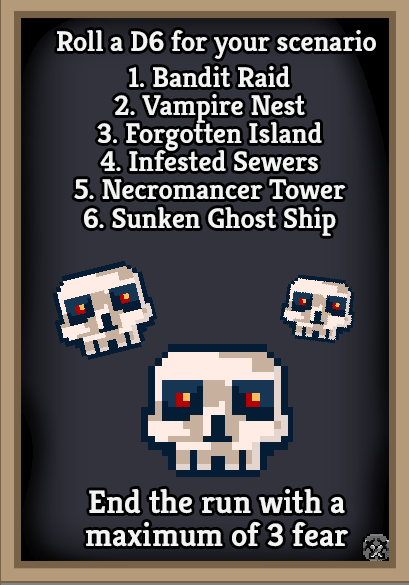 Roll a D6 for your scenario
1. Bandit Raid
2. Vampire Nest
3. Forgotten Island
4. Infested Sewers
5. Necromancer Tower
6. Sunken Ghost Ship
End the run with a
maximum of 3 fear